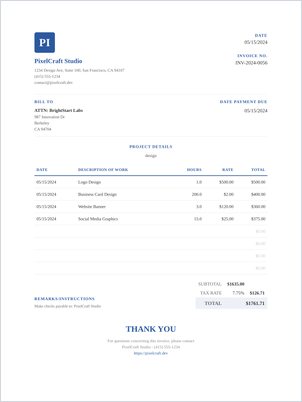 PI
DATE
05/15/2024
PixelCraft Studio
INVOICE NO.
INV-2024-0056
1234 Design Ave, Suite 100, San Francisco, CA 94107
(415) 555-1234
contact@pixelcraft.dev
BILL TO
DATE PAYMENT DUE
ATTN: BrightStart Labs
05/15/2024
987 Innovation Dr
Berkeley
CA 94704
PROJECT DETAILS
design
DATE DESCRIPTION OF WORK HOURS RATE TOTAL
05/15/2024 Logo Design 1.0 $500.00 $500.00
05/15/2024 Business Card Design 200.0 $2.00 $400.00
05/15/2024 Website Banner 3.0 $120.00 $360.00
05/15/2024 Social Media Graphics 15.0 $25.00 $375.00
$0.00
$0.00
$0.00
$0.00
SUBTOTAL $1635.00
TAX RATE 7.75% $126.71
REMARKS/INSTRUCTIONS
TOTAL $1761.71
Make checks payable to PixelCraft Studio
THANK YOU
For questions concerning this invoice, please contact
PixelCraft Studio · (415) 555-1234
https://pixelcraft.dev